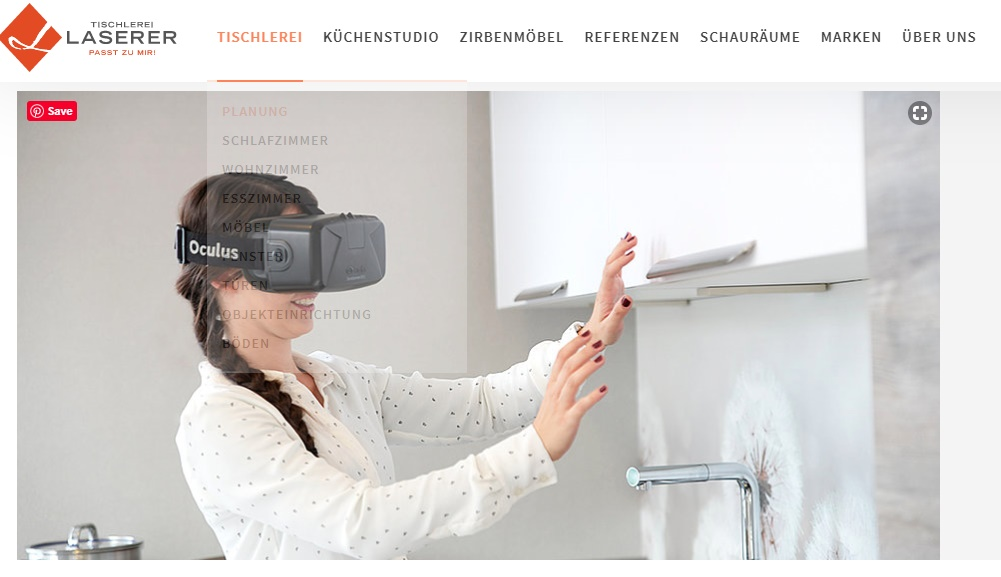 TISCHLEREI
LASERER
PASST ZU MIR!
TISCHLEREI KÜCHENSTUDIO ZIRBENMÖBEL REFERENZEN SCHAURÄUME MARKEN ÜBER UNS
Save
PLANUNG
SCHLAFZIMMER
WOHNZIMMER
ESSZIMMER
MÖBEL
FENSTER
TÜREN
OBJEKTEINRICHTUNG
BÖDEN
Oculus